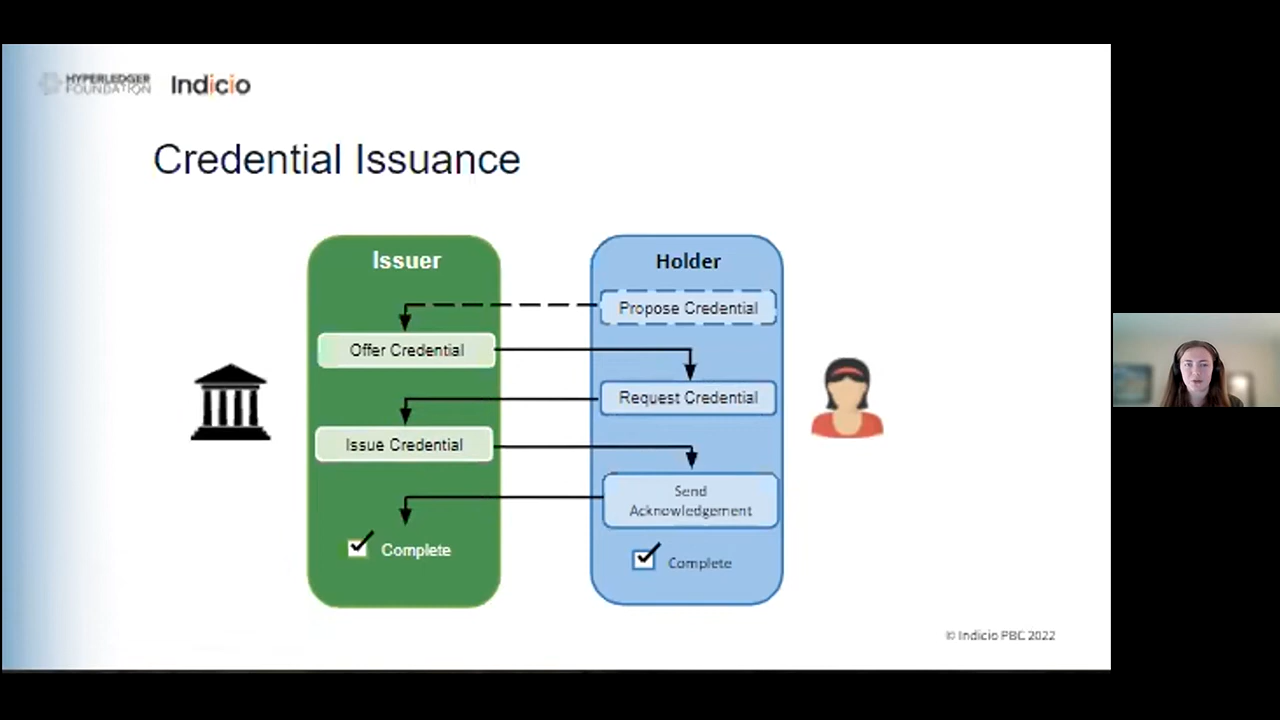 HYPERLEDGER
FOUNDATION
Indicio
Credential Issuance
Issuer
Holder
Propose Credential
Offer Credential
Request Credential
Issue Credential
Send
Acknowledgement
Complete
Complete
© Indicio PBC 2022